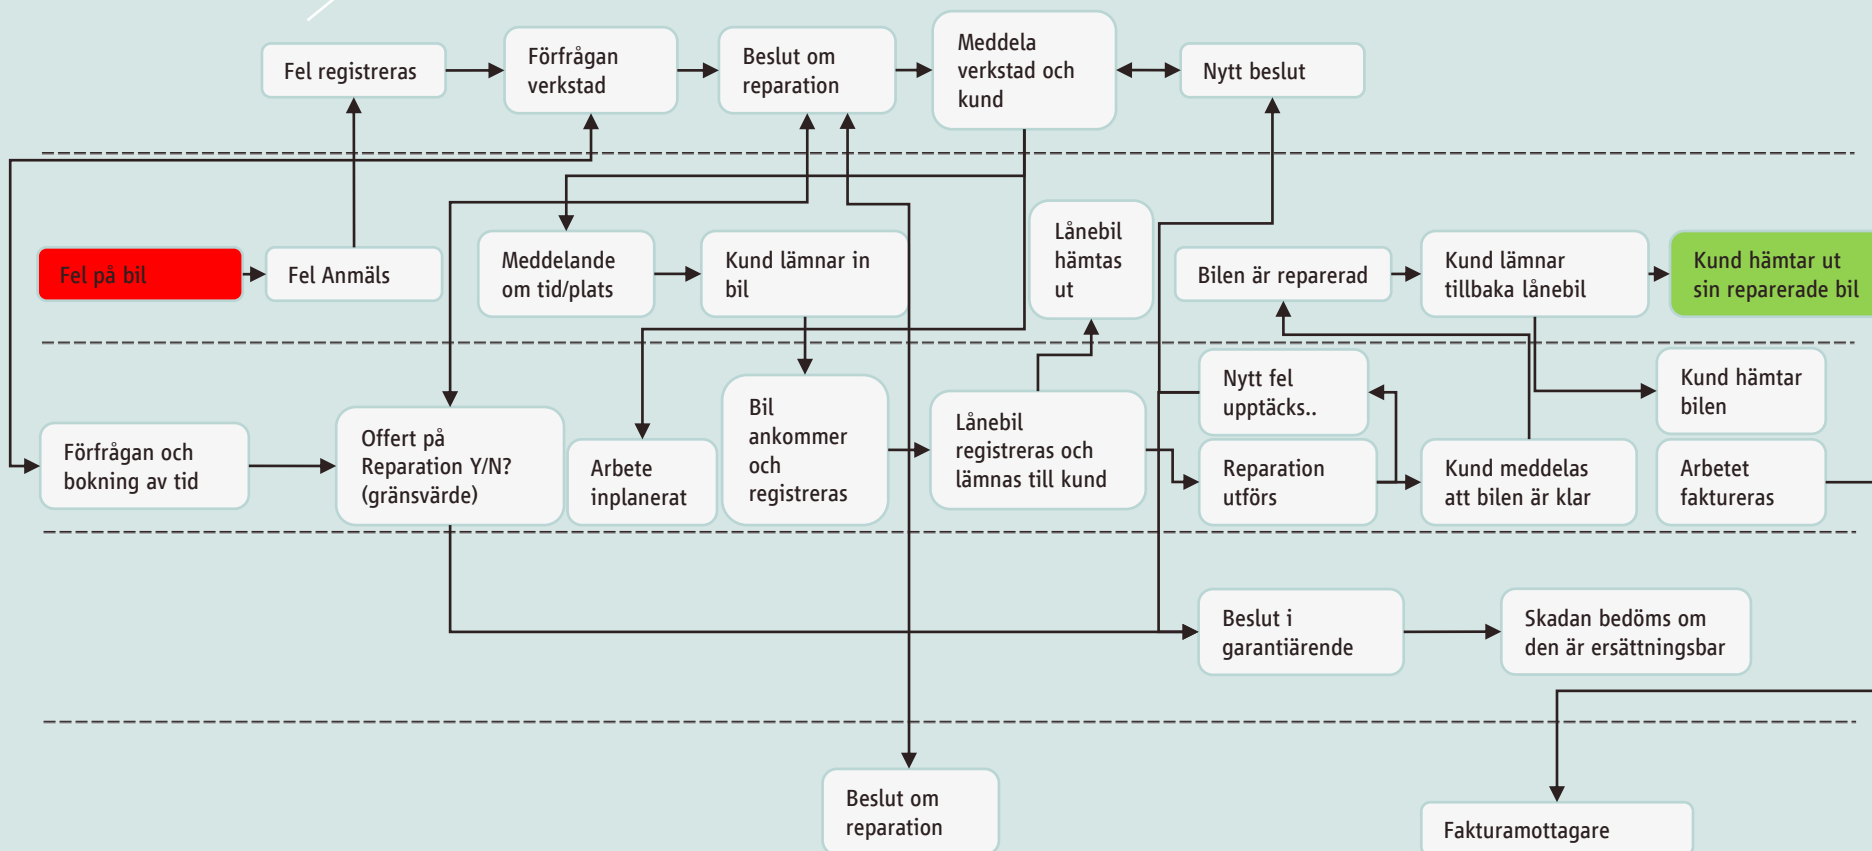 Fel registreras
Förfrågan
verkstad
Beslut om
reparation
Meddela
verkstad och
kund
Nytt beslut
Fel på bil
Fel Anmäls
Meddelande
om tid/plats
Kund lämnar in
bil
Lånebil
hämtas
ut
Bilen är reparerad
Kund lämnar
tillbaka lånebil
Kund hämtar ut
sin reparerade bil
Förfrågan och
bokning av tid
Offert på
Reparation Y/N?
(gränsvärde)
Arbete
inplanerat
Bil
ankommer
och
registreras
Lånebil
registreras och
lämnas till kund
Nytt fel
upptäcks..
Reparation
utförs
Kund meddelas
att bilen är klar
Kund hämtar
bilen
Arbetet
faktureras
Beslut i
garantiärende
Skadan bedöms om
den är ersättningsbar
Beslut om
reparation
Fakturamottagare